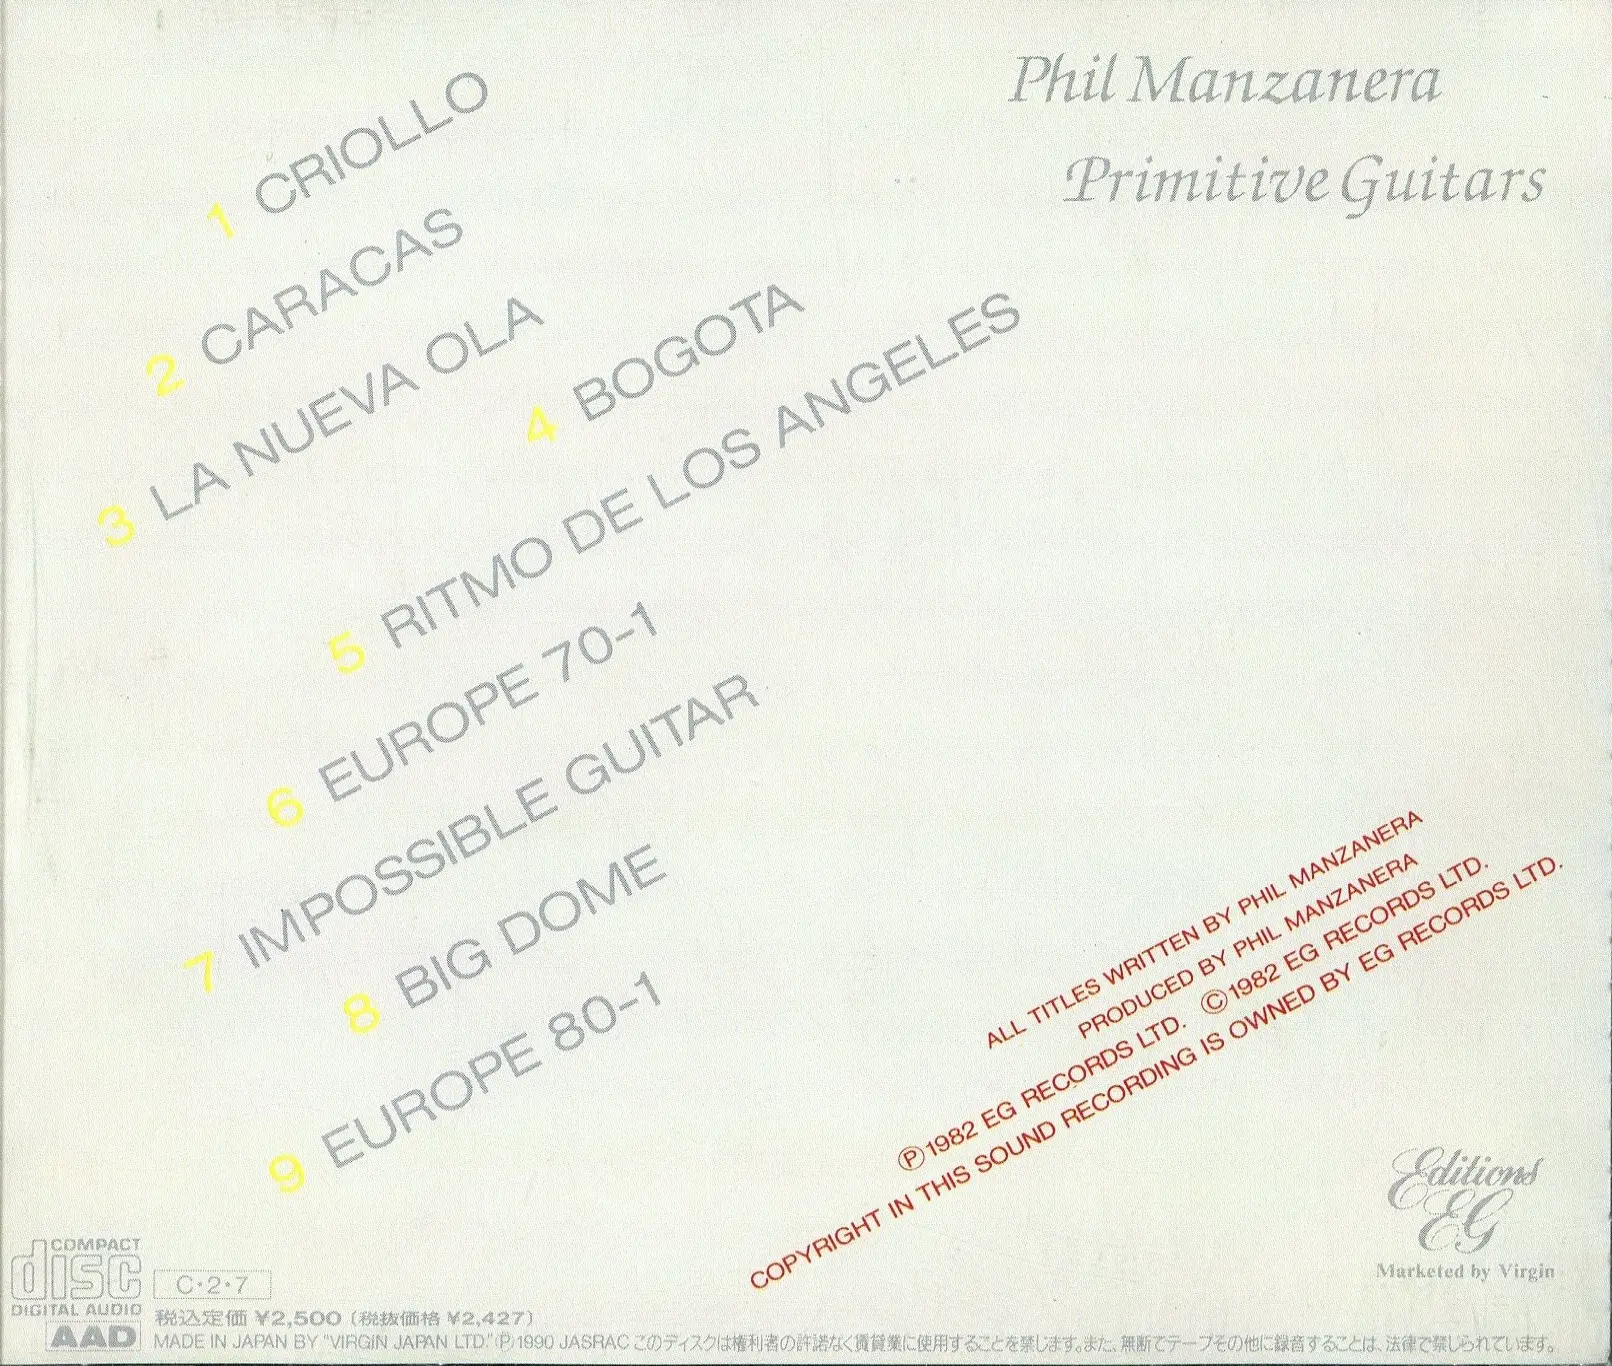 Phil Manzanera
Primitive Guitars
1 CRIOLLO
2 CARACAS
3 LA NUEVA OLA
4 BOGOTA
5 RITMO DE LOS ANGELES
6 EUROPE 70-1
7 IMPOSSIBLE GUITAR
8 BIG DOME
9 EUROPE 80-1
ALL TITLES WRITTEN BY PHIL MANZANERA
PRODUCED BY PHIL MANZANERA
Ⓟ1982 EG RECORDS LTD. ©1982 EG RECORDS LTD.
COPYRIGHT IN THIS SOUND RECORDING IS OWNED BY EG RECORDS LTD.
Editions
EG
Marketed by Virgin
COMPACT
disc
DIGITAL AUDIO
AAD
C・2・7
税込定価 ¥2,500 (税抜価格 ¥2,427)
MADE IN JAPAN BY "VIRGIN JAPAN LTD." Ⓟ1990 JASRAC このディスクは権利者の許諾なく賃貸業に使用することを禁じます。また、無断でテープその他に録音することは、法律で禁じられています。